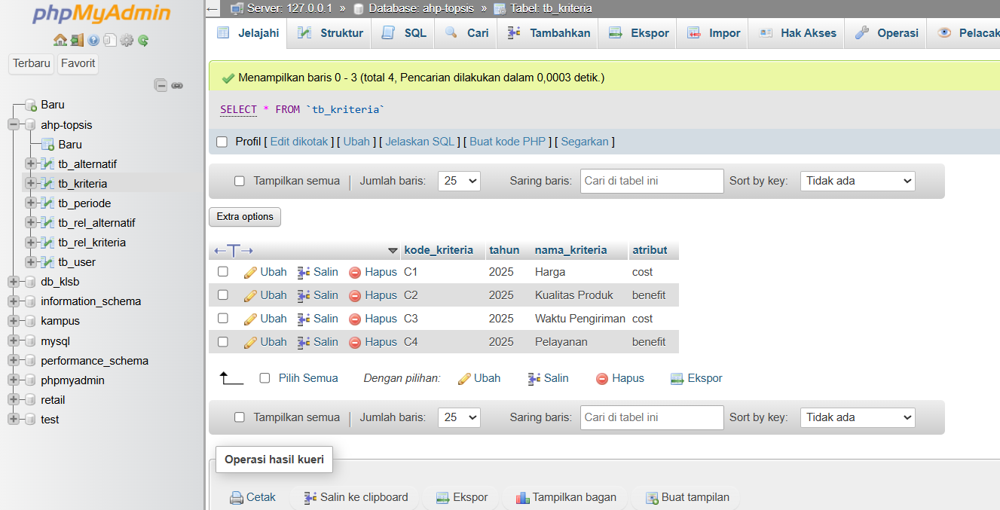 phpMyAdmin
Terbaru Favorit
Baru
ahp-topsis
Baru
tb_alternatif
tb_kriteria
tb_periode
tb_rel_alternatif
tb_rel_kriteria
tb_user
db_klsb
information_schema
kampus
mysql
performance_schema
phpmyadmin
retail
test
Server: 127.0.0.1 » Database: ahp-topsis » Tabel: tb_kriteria
Jelajahi Struktur SQL Cari Tambahkan Ekspor Impor Hak Akses Operasi Pelacak
Menampilkan baris 0 - 3 (total 4, Pencarian dilakukan dalam 0,0003 detik.)
SELECT * FROM `tb_kriteria`
Profil [ Edit dikotak ] [ Ubah ] [ Jelaskan SQL ] [ Buat kode PHP ] [ Segarkan ]
Tampilkan semua | Jumlah baris: 25 Saring baris: Cari di tabel ini Sort by key: Tidak ada
Extra options
←T→ kode_kriteria tahun nama_kriteria atribut
Ubah Salin Hapus C1 2025 Harga cost
Ubah Salin Hapus C2 2025 Kualitas Produk benefit
Ubah Salin Hapus C3 2025 Waktu Pengiriman cost
Ubah Salin Hapus C4 2025 Pelayanan benefit
Pilih Semua Dengan pilihan: Ubah Salin Hapus Ekspor
Tampilkan semua | Jumlah baris: 25 Saring baris: Cari di tabel ini Sort by key: Tidak ada
Operasi hasil kueri
Cetak Salin ke clipboard Ekspor Tampilkan bagan Buat tampilan